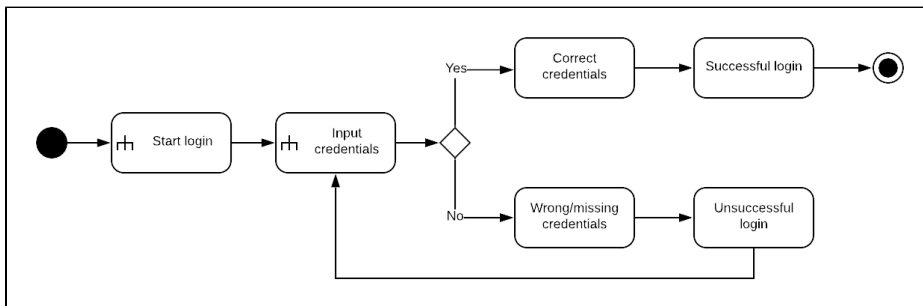 Start login
Input
credentials
Yes
Correct
credentials
Successful login
No
Wrong/missing
credentials
Unsuccessful
login